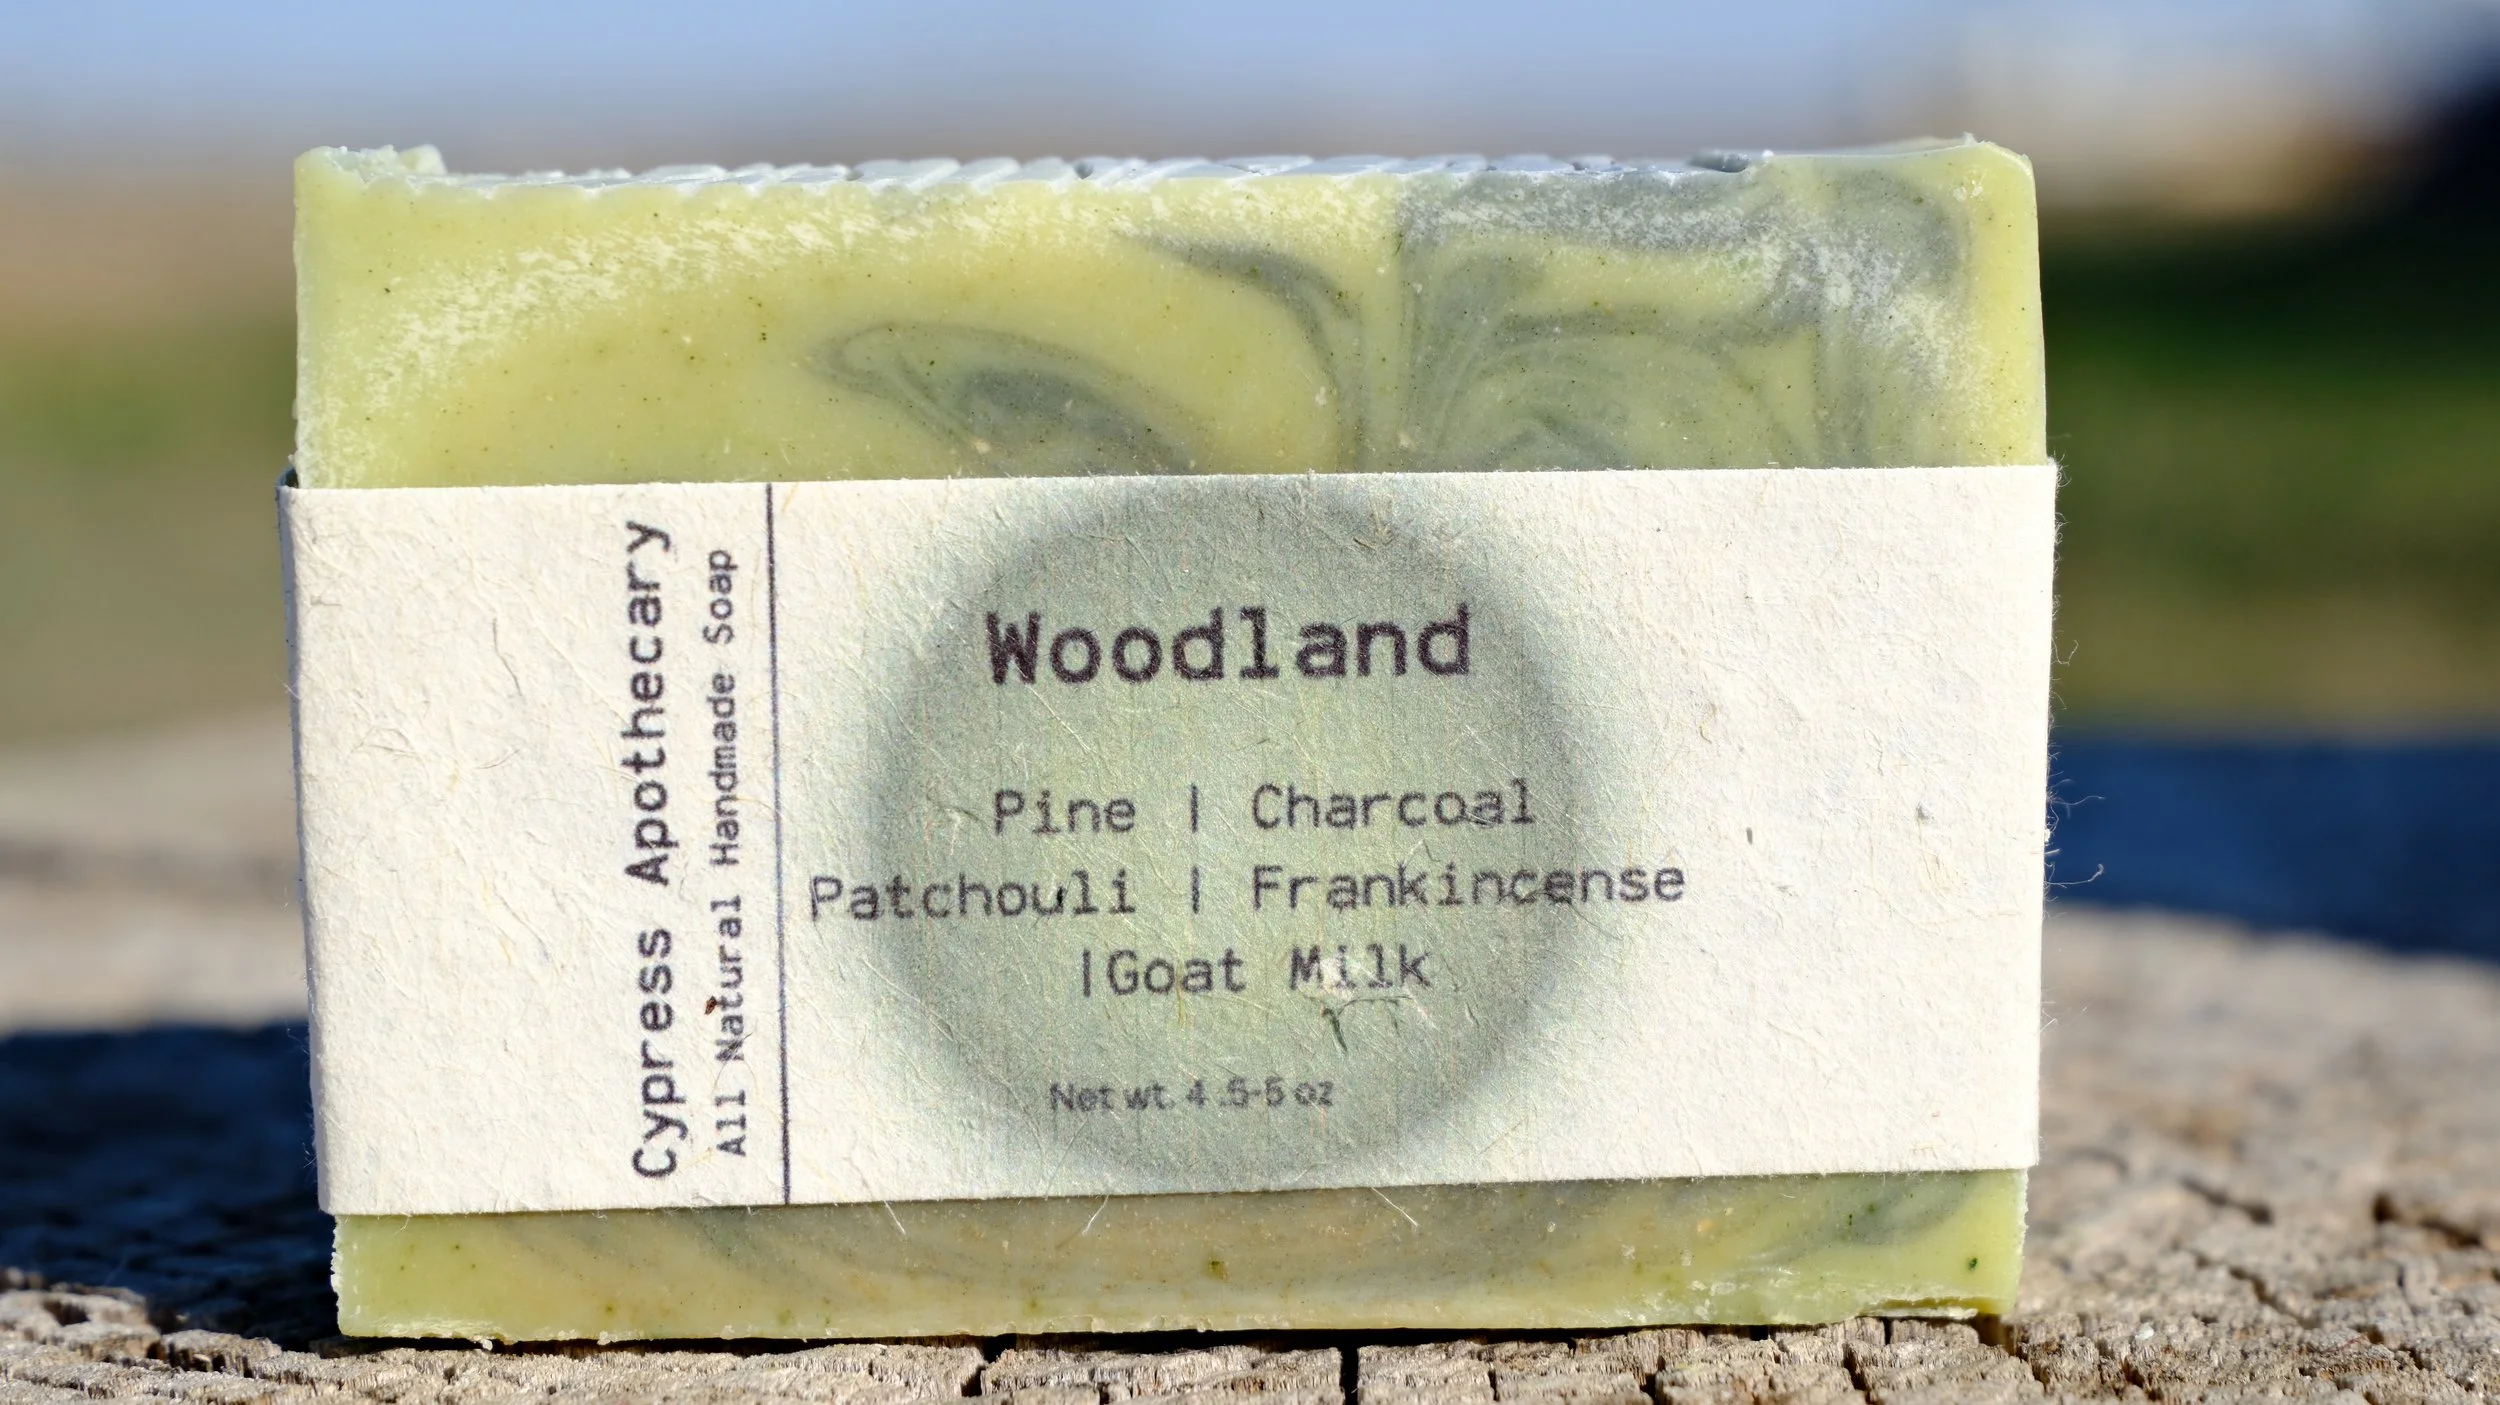 Cypress Apothecary
All Natural Handmade Soap
Woodland
Pine | Charcoal
Patchouli | Frankincense
|Goat Milk
Net wt. 4.5-5 oz